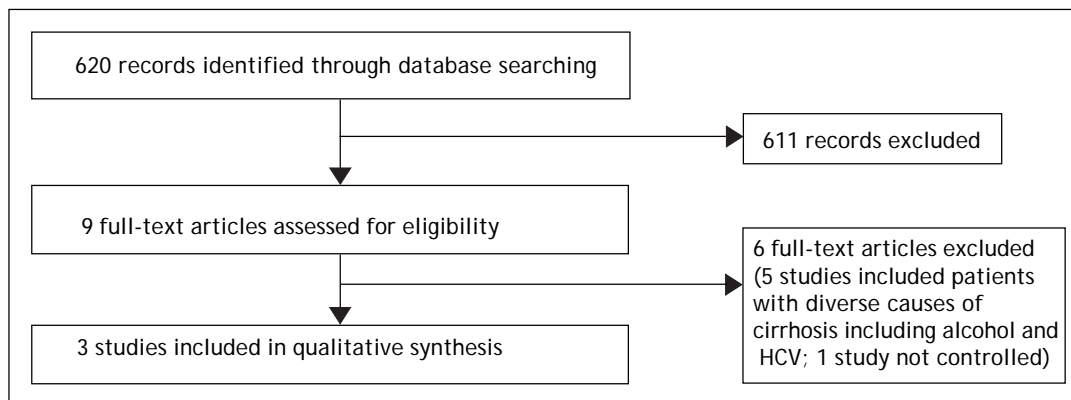 620 records identified through database searching
611 records excluded
9 full-text articles assessed for eligibility
6 full-text articles excluded
(5 studies included patients
with diverse causes of
cirrhosis including alcohol and
HCV; 1 study not controlled)
3 studies included in qualitative synthesis